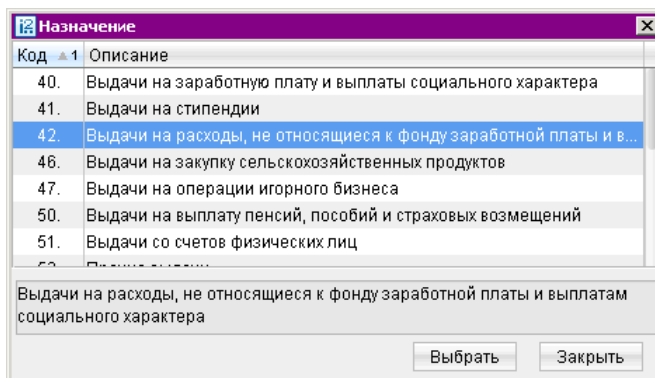 Назначение
Код 1 Описание
40. Выдачи на заработную плату и выплаты социального характера
41. Выдачи на стипендии
42. Выдачи на расходы, не относящиеся к фонду заработной платы и в...
46. Выдачи на закупку сельскохозяйственных продуктов
47. Выдачи на операции игорного бизнеса
50. Выдачи на выплату пенсий, пособий и страховых возмещений
51. Выдачи со счетов физических лиц
Выдачи на расходы, не относящиеся к фонду заработной платы и выплатам
социального характера
Выбрать Закрыть